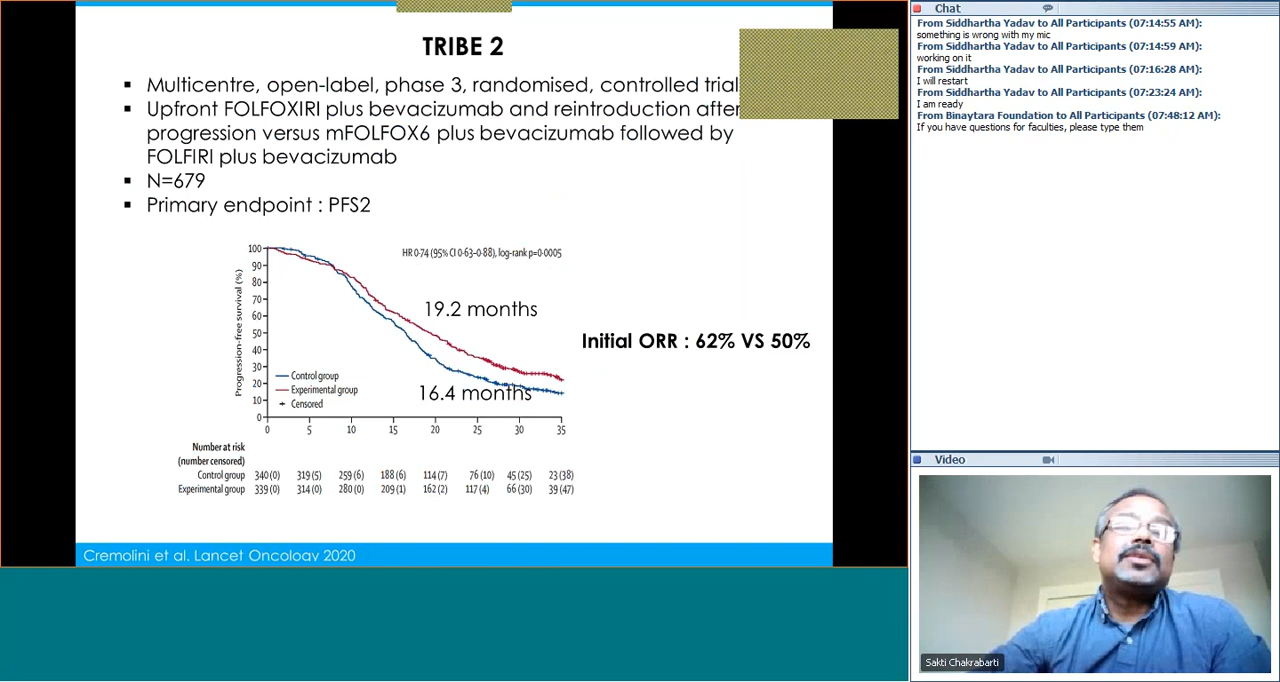 TRIBE 2
▪ Multicentre, open-label, phase 3, randomised, controlled trial
▪ Upfront FOLFOXIRI plus bevacizumab and reintroduction after
progression versus mFOLFOX6 plus bevacizumab followed by
FOLFIRI plus bevacizumab
▪ N=679
▪ Primary endpoint : PFS2
HR 0·74 (95% CI 0·63–0·88), log-rank p=0·0005
Progression-free survival (%)
100
90
80
70
60
50
40
30
20
10
0
19.2 months
16.4 months
Control group
Experimental group
Censored
0 5 10 15 20 25 30 35
Initial ORR : 62% VS 50%
Number at risk
(number censored)
Control group 340 (0) 319 (5) 259 (6) 188 (6) 114 (7) 76 (10) 45 (25) 23 (38)
Experimental group 339 (0) 314 (0) 280 (0) 209 (1) 162 (2) 117 (4) 66 (30) 39 (47)
Cremolini et al. Lancet Oncology 2020
Chat
From Siddhartha Yadav to All Participants (07:14:55 AM):
something is wrong with my mic
From Siddhartha Yadav to All Participants (07:14:59 AM):
working on it
From Siddhartha Yadav to All Participants (07:16:28 AM):
I will restart
From Siddhartha Yadav to All Participants (07:23:24 AM):
I am ready
From Binaytara Foundation to All Participants (07:48:12 AM):
If you have questions for faculties, please type them
Video
Sakti Chakrabarti